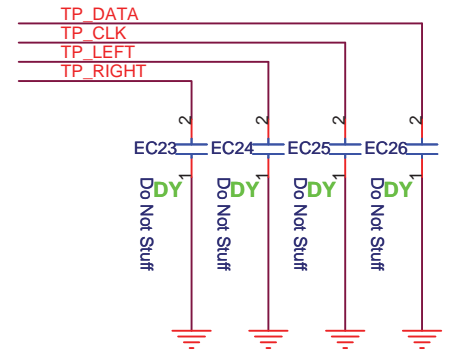 TP_DATA
TP_CLK
TP_LEFT
TP_RIGHT
2 2 2 2
EC23 EC24 EC25 EC26
1 1 1 1
DY DY DY DY
Do Not Stuff
Do Not Stuff
Do Not Stuff
Do Not Stuff